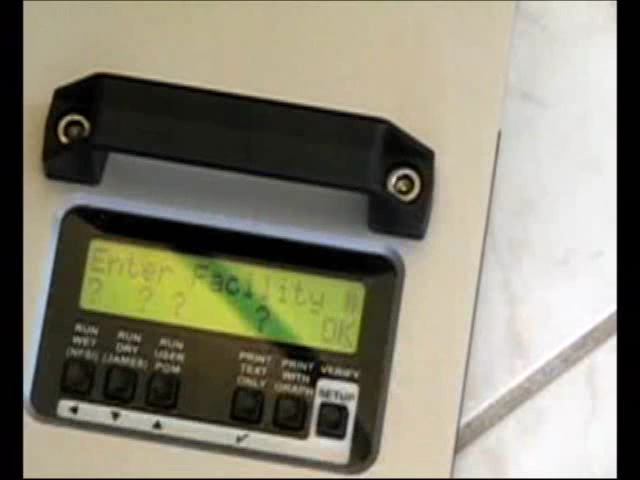 Enter Facility #
? ? ? ? OK
RUN WET (NFSI)
RUN DRY (JAMES)
RUN USER PGM
PRINT TEXT ONLY
PRINT WITH GRAPH
VERIFY
SETUP
◀ ▼ ▲ ✓